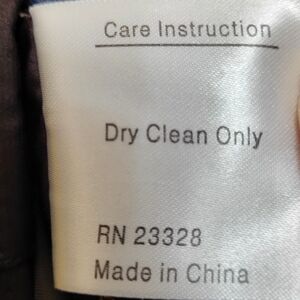 Care Instruction
Dry Clean Only
RN 23328
Made in China